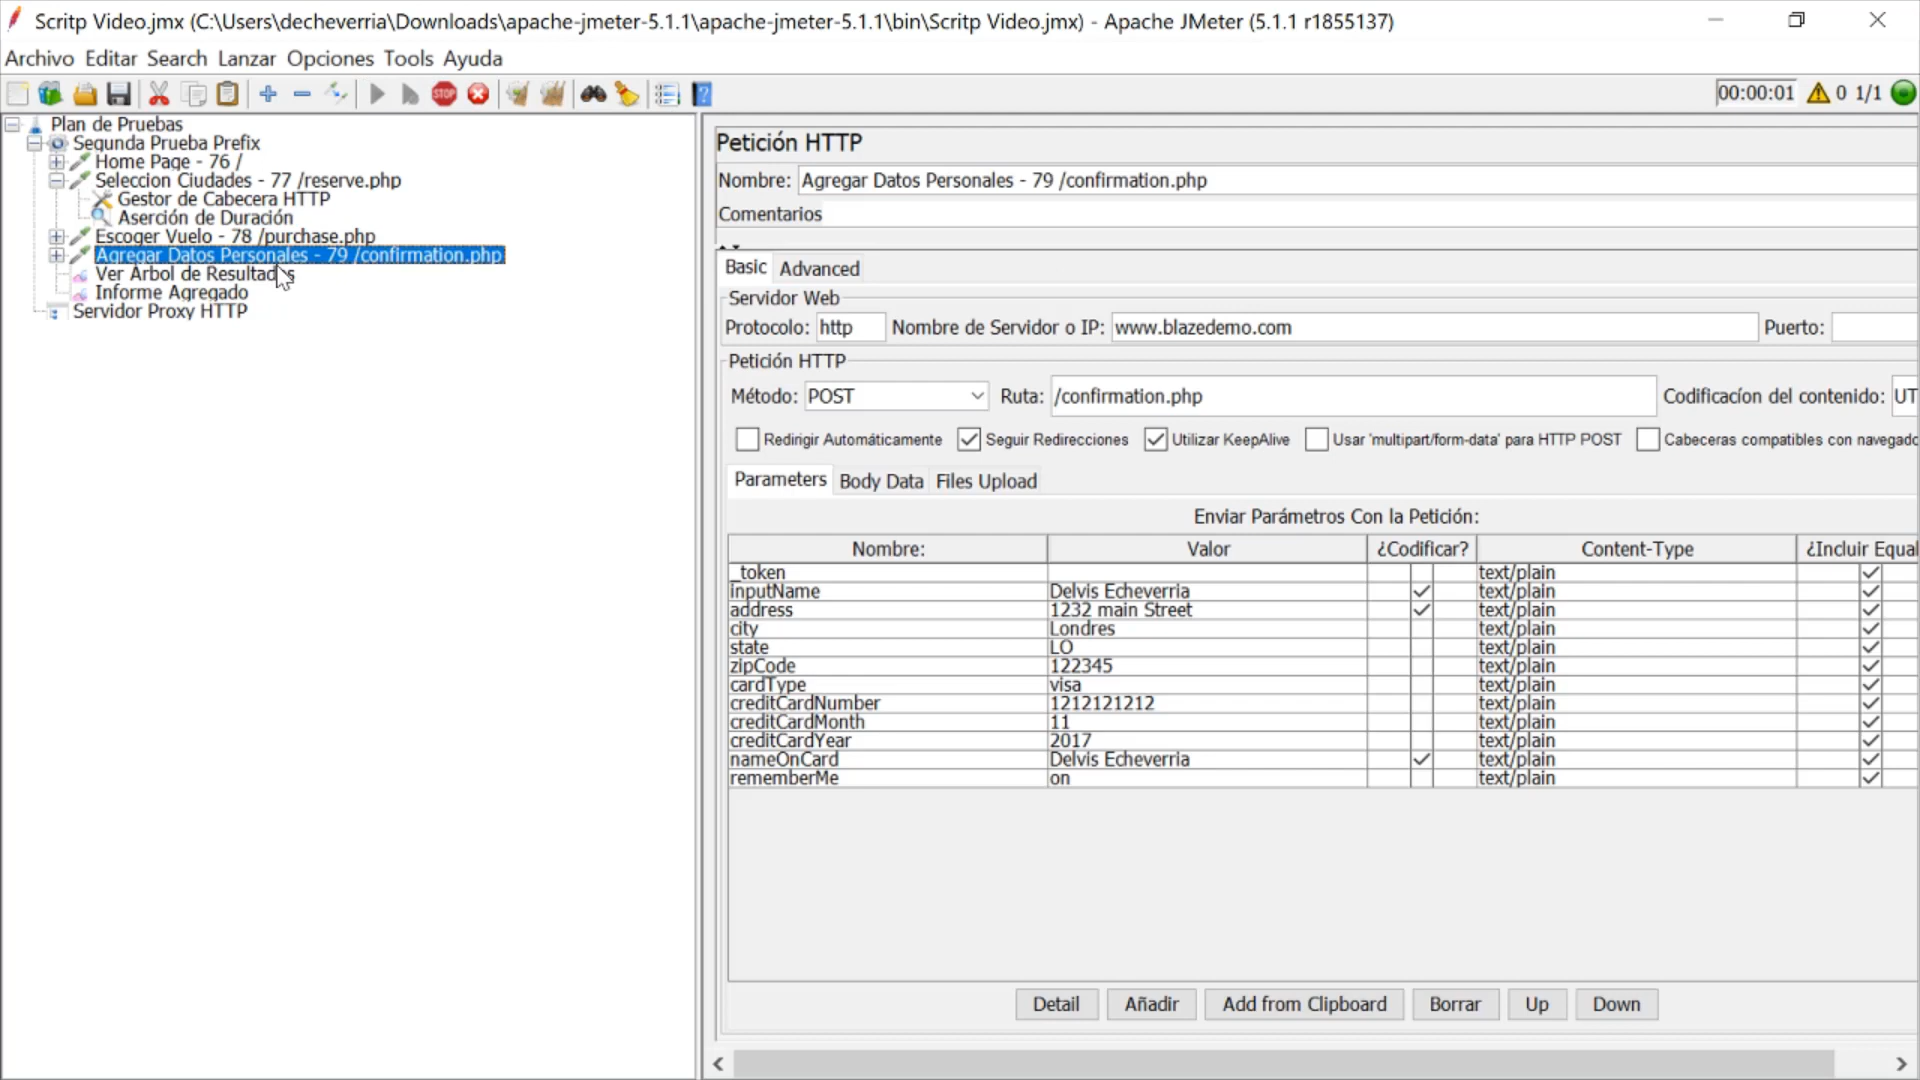 Scritp Video.jmx (C:\Users\decheverria\Downloads\apache-jmeter-5.1.1\apache-jmeter-5.1.1\bin\Scritp Video.jmx) - Apache JMeter (5.1.1 r1855137)
Archivo Editar Search Lanzar Opciones Tools Ayuda
STOP
00:00:01 0 1/1
Plan de Pruebas
Segunda Prueba Prefix
Home Page - 76 /
Seleccion Ciudades - 77 /reserve.php
Gestor de Cabecera HTTP
Aserción de Duración
Escoger Vuelo - 78 /purchase.php
Agregar Datos Personales - 79 /confirmation.php
Ver Árbol de Resultados
Informe Agregado
Servidor Proxy HTTP
Petición HTTP
Nombre: Agregar Datos Personales - 79 /confirmation.php
Comentarios
Basic Advanced
Servidor Web
Protocolo: http Nombre de Servidor o IP: www.blazedemo.com Puerto:
Petición HTTP
Método: POST Ruta: /confirmation.php Codificacíon del contenido: UT
Redirigir Automáticamente Seguir Redirecciones Utilizar KeepAlive Usar 'multipart/form-data' para HTTP POST Cabeceras compatibles con navegado
Parameters Body Data Files Upload
Enviar Parámetros Con la Petición:
Nombre: Valor ¿Codificar? Content-Type ¿Incluir Equal
_token text/plain
inputName Delvis Echeverria text/plain
address 1232 main Street text/plain
city Londres text/plain
state LO text/plain
zipCode 122345 text/plain
cardType visa text/plain
creditCardNumber 1212121212 text/plain
creditCardMonth 11 text/plain
creditCardYear 2017 text/plain
nameOnCard Delvis Echeverria text/plain
rememberMe on text/plain
Detail Añadir Add from Clipboard Borrar Up Down